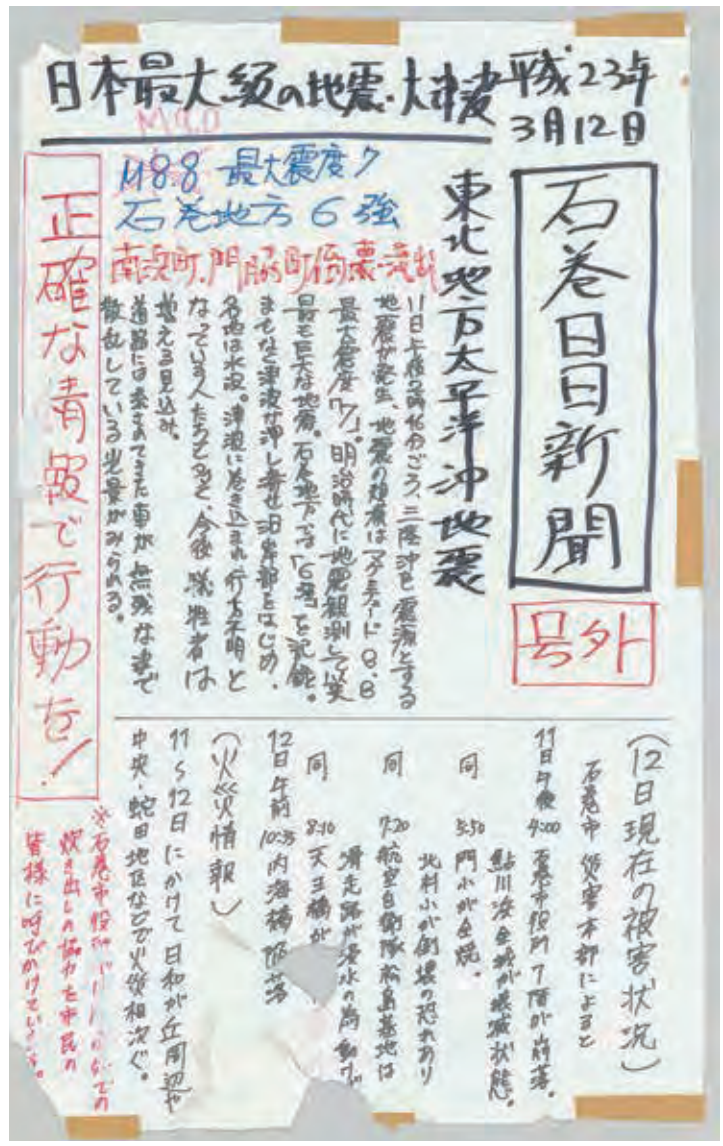 日本最大級の地震・大津波
平成23年
3月12日
石巻日日新聞
号外
東北地方太平洋沖地震
M8.8 最大震度7
石巻地方6強
南浜町、門脇町倒壊・流出
11日午後2時46分ごろ、三陸沖を震源とする
地震が発生、地震の規模はマグニチュード8.8
最大震度「7」。明治時代に地震観測して以
最も巨大な地震。石巻地方では「6強」を記録。
まもなく津波が押し寄せ沿岸部をはじめ、
各地は水没。津波に巻き込まれ行方不明と
なっている人たちも多く、今後、犠牲者は
増える見込み。
道路には流されてきた車が無残な姿で
散乱している光景がみられる。
正確な情報で行動を!
(12日現在の被害状況)
石巻市災害本部によると
11日午後4:00 石巻市役所7階が崩落。
鮎川浜全域が壊滅状態。
同 5:50 門小が全焼。
北村小が倒壊の恐れあり
同 7:20 航空自衛隊松島基地は
滑走路が浸水の為動けず
同 8:10 天王橋が
12日午前10:35 内海橋陥落
(火災情報)
11~12日にかけて日和が丘周辺や
中央・蛇田地区などで火災相次ぐ。
※石巻市役所では
炊き出しの協力を市民の
皆様に呼びかけています。